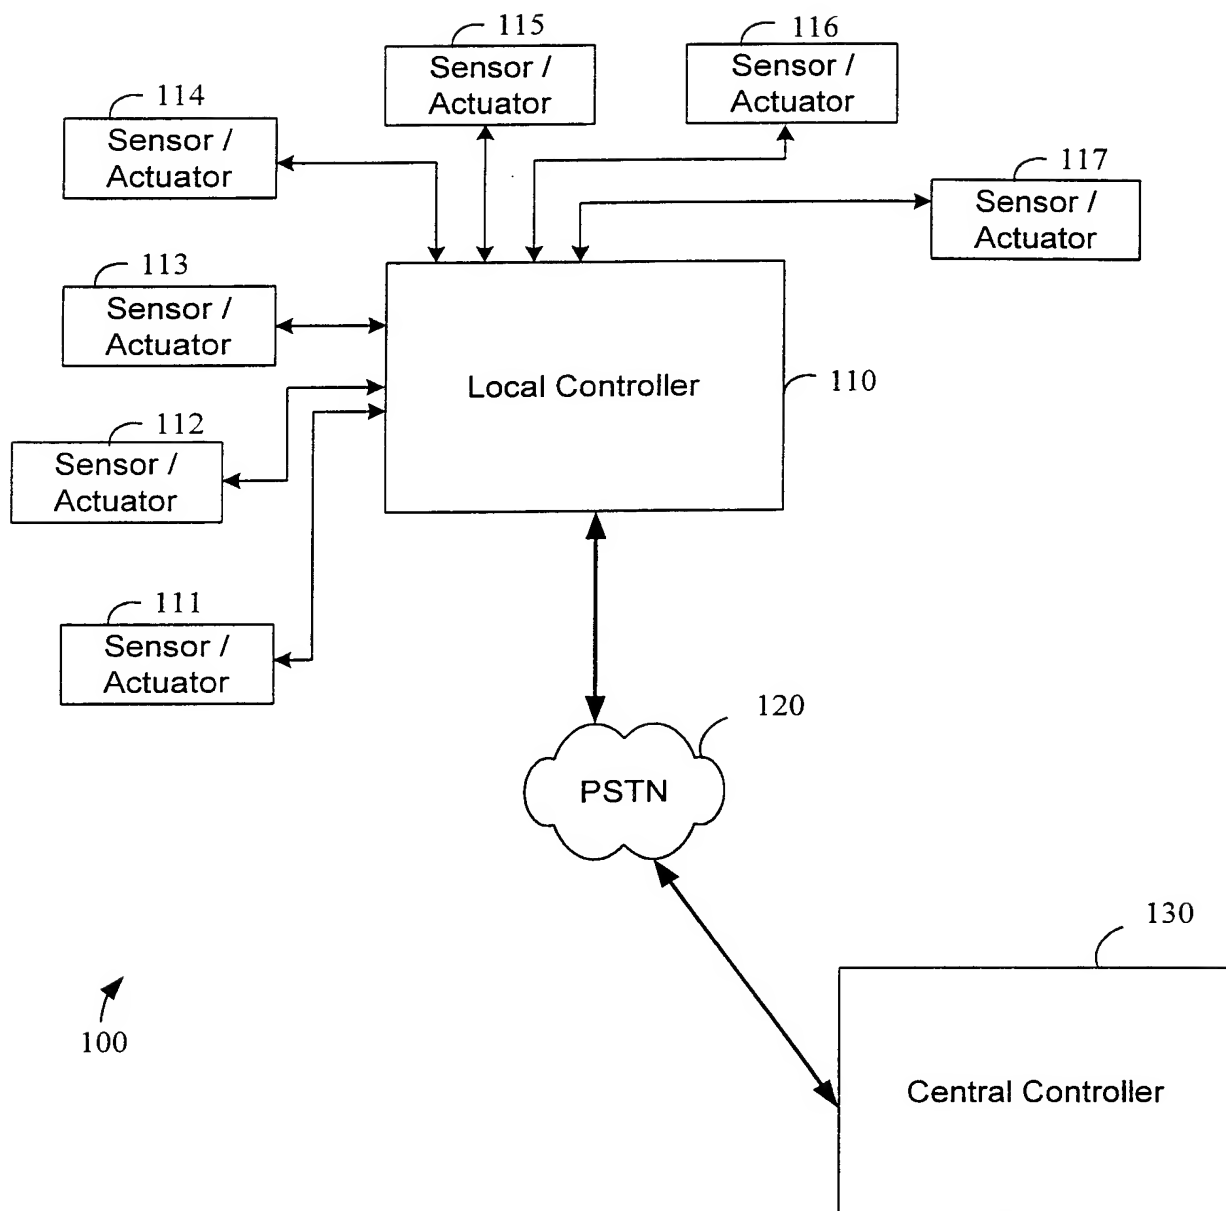 115
Sensor /
Actuator
116
Sensor /
Actuator
114
Sensor /
Actuator
117
Sensor /
Actuator
113
Sensor /
Actuator
Local Controller
110
112
Sensor /
Actuator
111
Sensor /
Actuator
120
PSTN
130
100
Central Controller